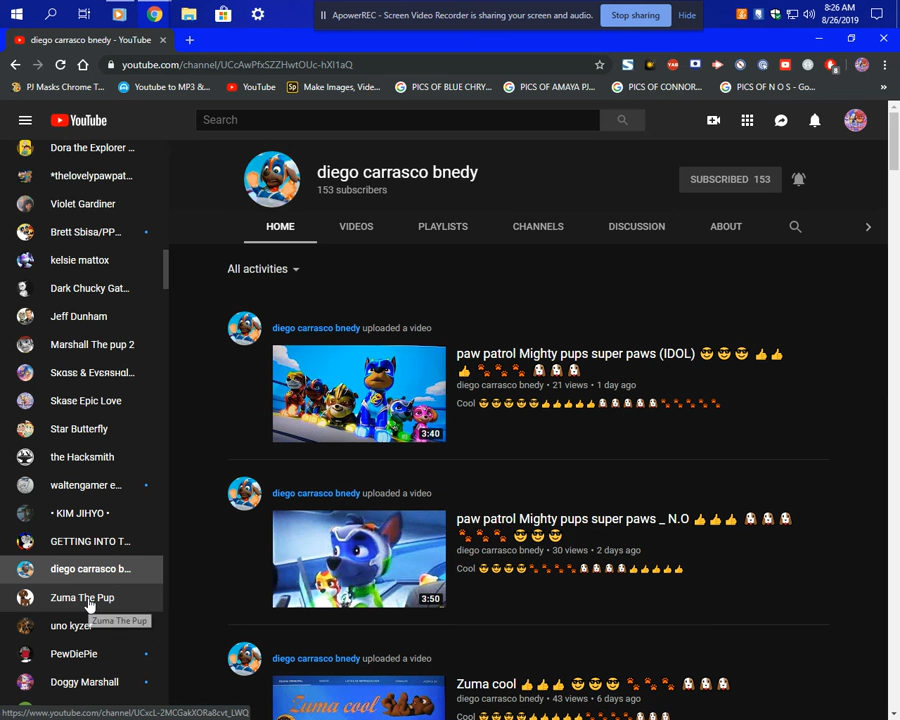 ApowerREC - Screen Video Recorder is sharing your screen and audio.
Stop sharing
Hide
8:26 AM
8/26/2019
diego carrasco bnedy - YouTube
youtube.com/channel/UCcAwPfxSZZHwtOUc-hXI1aQ
PJ Masks Chrome T...
Youtube to MP3 &...
YouTube
Make Images, Vide...
PICS OF BLUE CHRY...
PICS OF AMAYA PJ...
PICS OF CONNOR...
PICS OF N O S - Go...
YouTube
Search
Dora the Explorer ...
*thelovelypawpat...
Violet Gardiner
Brett Sbisa/PP...
kelsie mattox
Dark Chucky Gat...
Jeff Dunham
Marshall The pup 2
Skase Epic Love
Star Butterfly
the Hacksmith
waltengamer e...
• KIM JIHYO •
GETTING INTO T...
diego carrasco b...
Zuma The Pup
Zuma The Pup
uno kyze
PewDiePie
Doggy Marshall
https://www.youtube.com/channel/UCxcL-2MCGakXORa8cvt_LWQ
diego carrasco bnedy
153 subscribers
SUBSCRIBED 153
HOME
VIDEOS
PLAYLISTS
CHANNELS
DISCUSSION
ABOUT
All activities
diego carrasco bnedy uploaded a video
3:40
paw patrol Mighty pups super paws (IDOL) 😎 😎 😎 👍 👍
👍 🐾 🐾 🐾 🐶 🐶 🐶
diego carrasco bnedy • 21 views • 1 day ago
Cool 😎😎😎😎😎👍👍👍👍👍🐶🐶🐶🐶🐶🐾🐾🐾🐾
diego carrasco bnedy uploaded a video
3:50
paw patrol Mighty pups super paws _ N.O 👍 👍 👍 🐶 🐶 🐶
🐾 🐾 🐾 😎 😎 😎
diego carrasco bnedy • 30 views • 2 days ago
Cool 😎😎😎😎🐾🐾🐾🐾🐶🐶🐶🐶👍👍👍👍👍
diego carrasco bnedy uploaded a video
Zuma cool
Zuma cool 👍 👍 👍 😎 😎 😎 🐾 🐾 🐾 🐶 🐶 🐶
diego carrasco bnedy • 43 views • 6 days ago